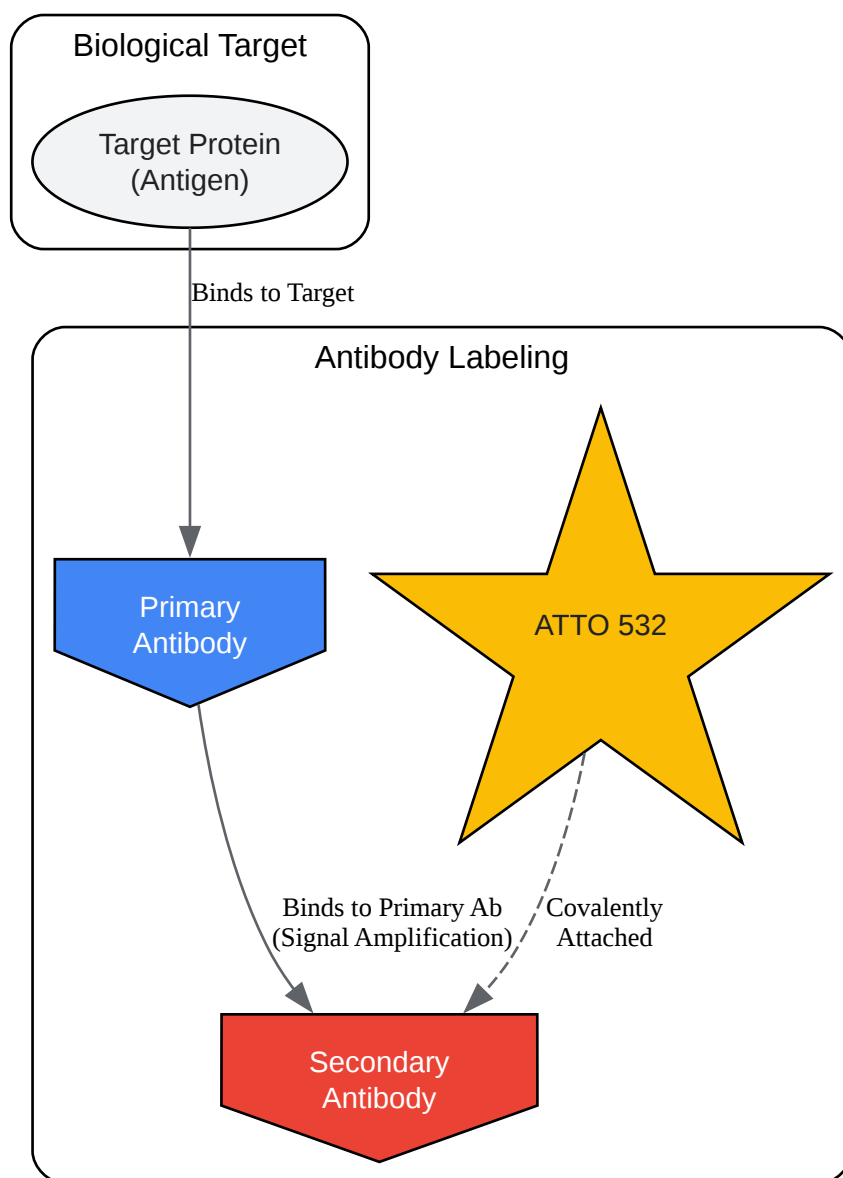 Biological Target
Target Protein
(Antigen)
Binds to Target
Antibody Labeling
Primary
Antibody
ATTO 532
Binds to Primary Ab
(Signal Amplification)
Covalently
Attached
Secondary
Antibody